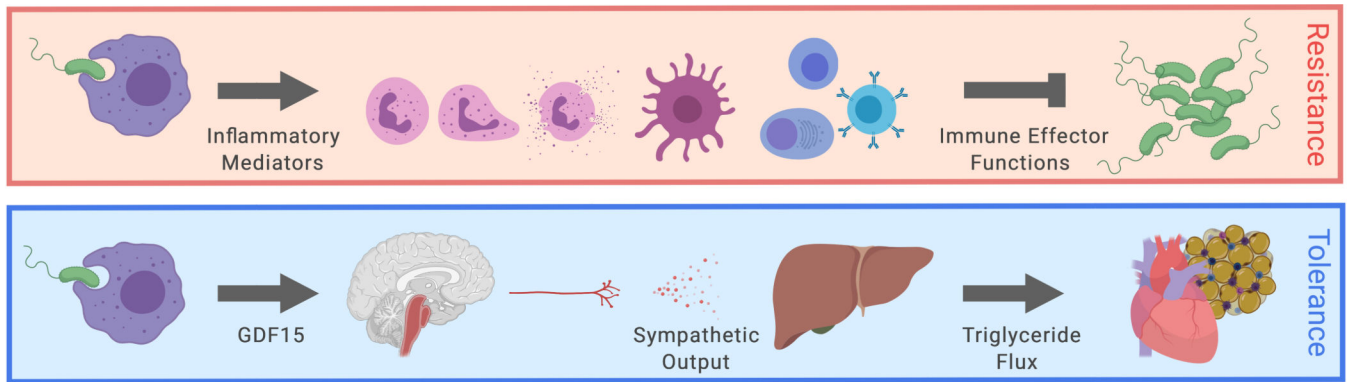 Inflammatory
Mediators
Immune Effector
Functions
Resistance
GDF15
Sympathetic
Output
Triglyceride
Flux
Tolerance